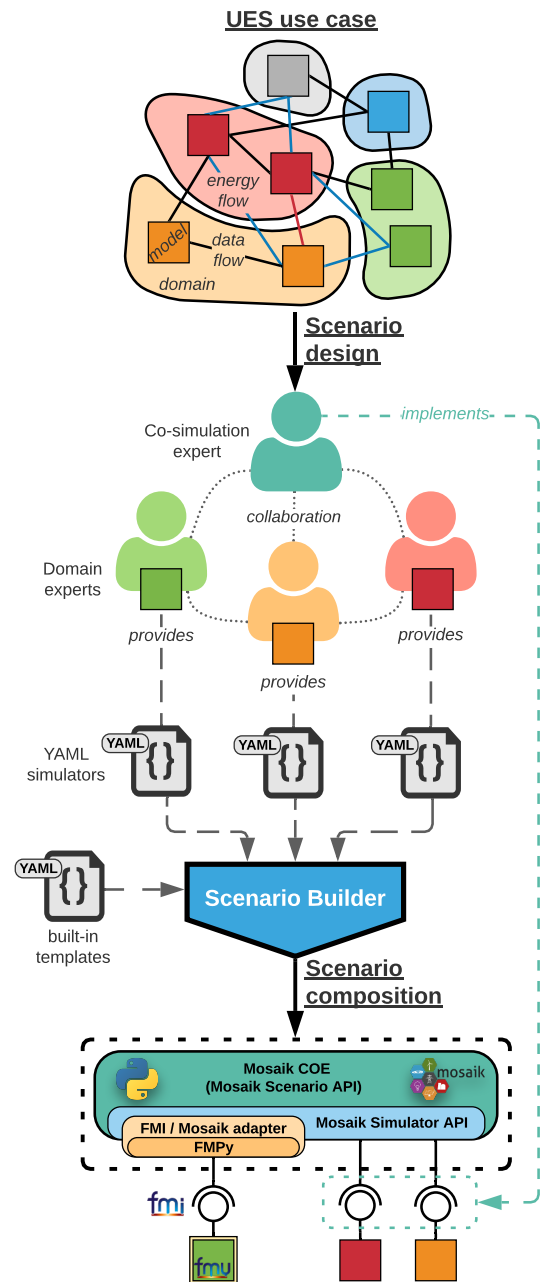 UES use case
energy
flow
model
data
flow
domain
Scenario
design
implements
Co-simulation
expert
collaboration
Domain
experts
provides
provides
provides
YAML
YAML
YAML
YAML
simulators
{}
{}
{}
Scenario Builder
YAML
{}
built-in
templates
Scenario
composition
Mosaik COE
(Mosaik Scenario API)
mosaik
Mosaik Simulator API
FMI / Mosaik adapter
FMPy
fmi
fmu